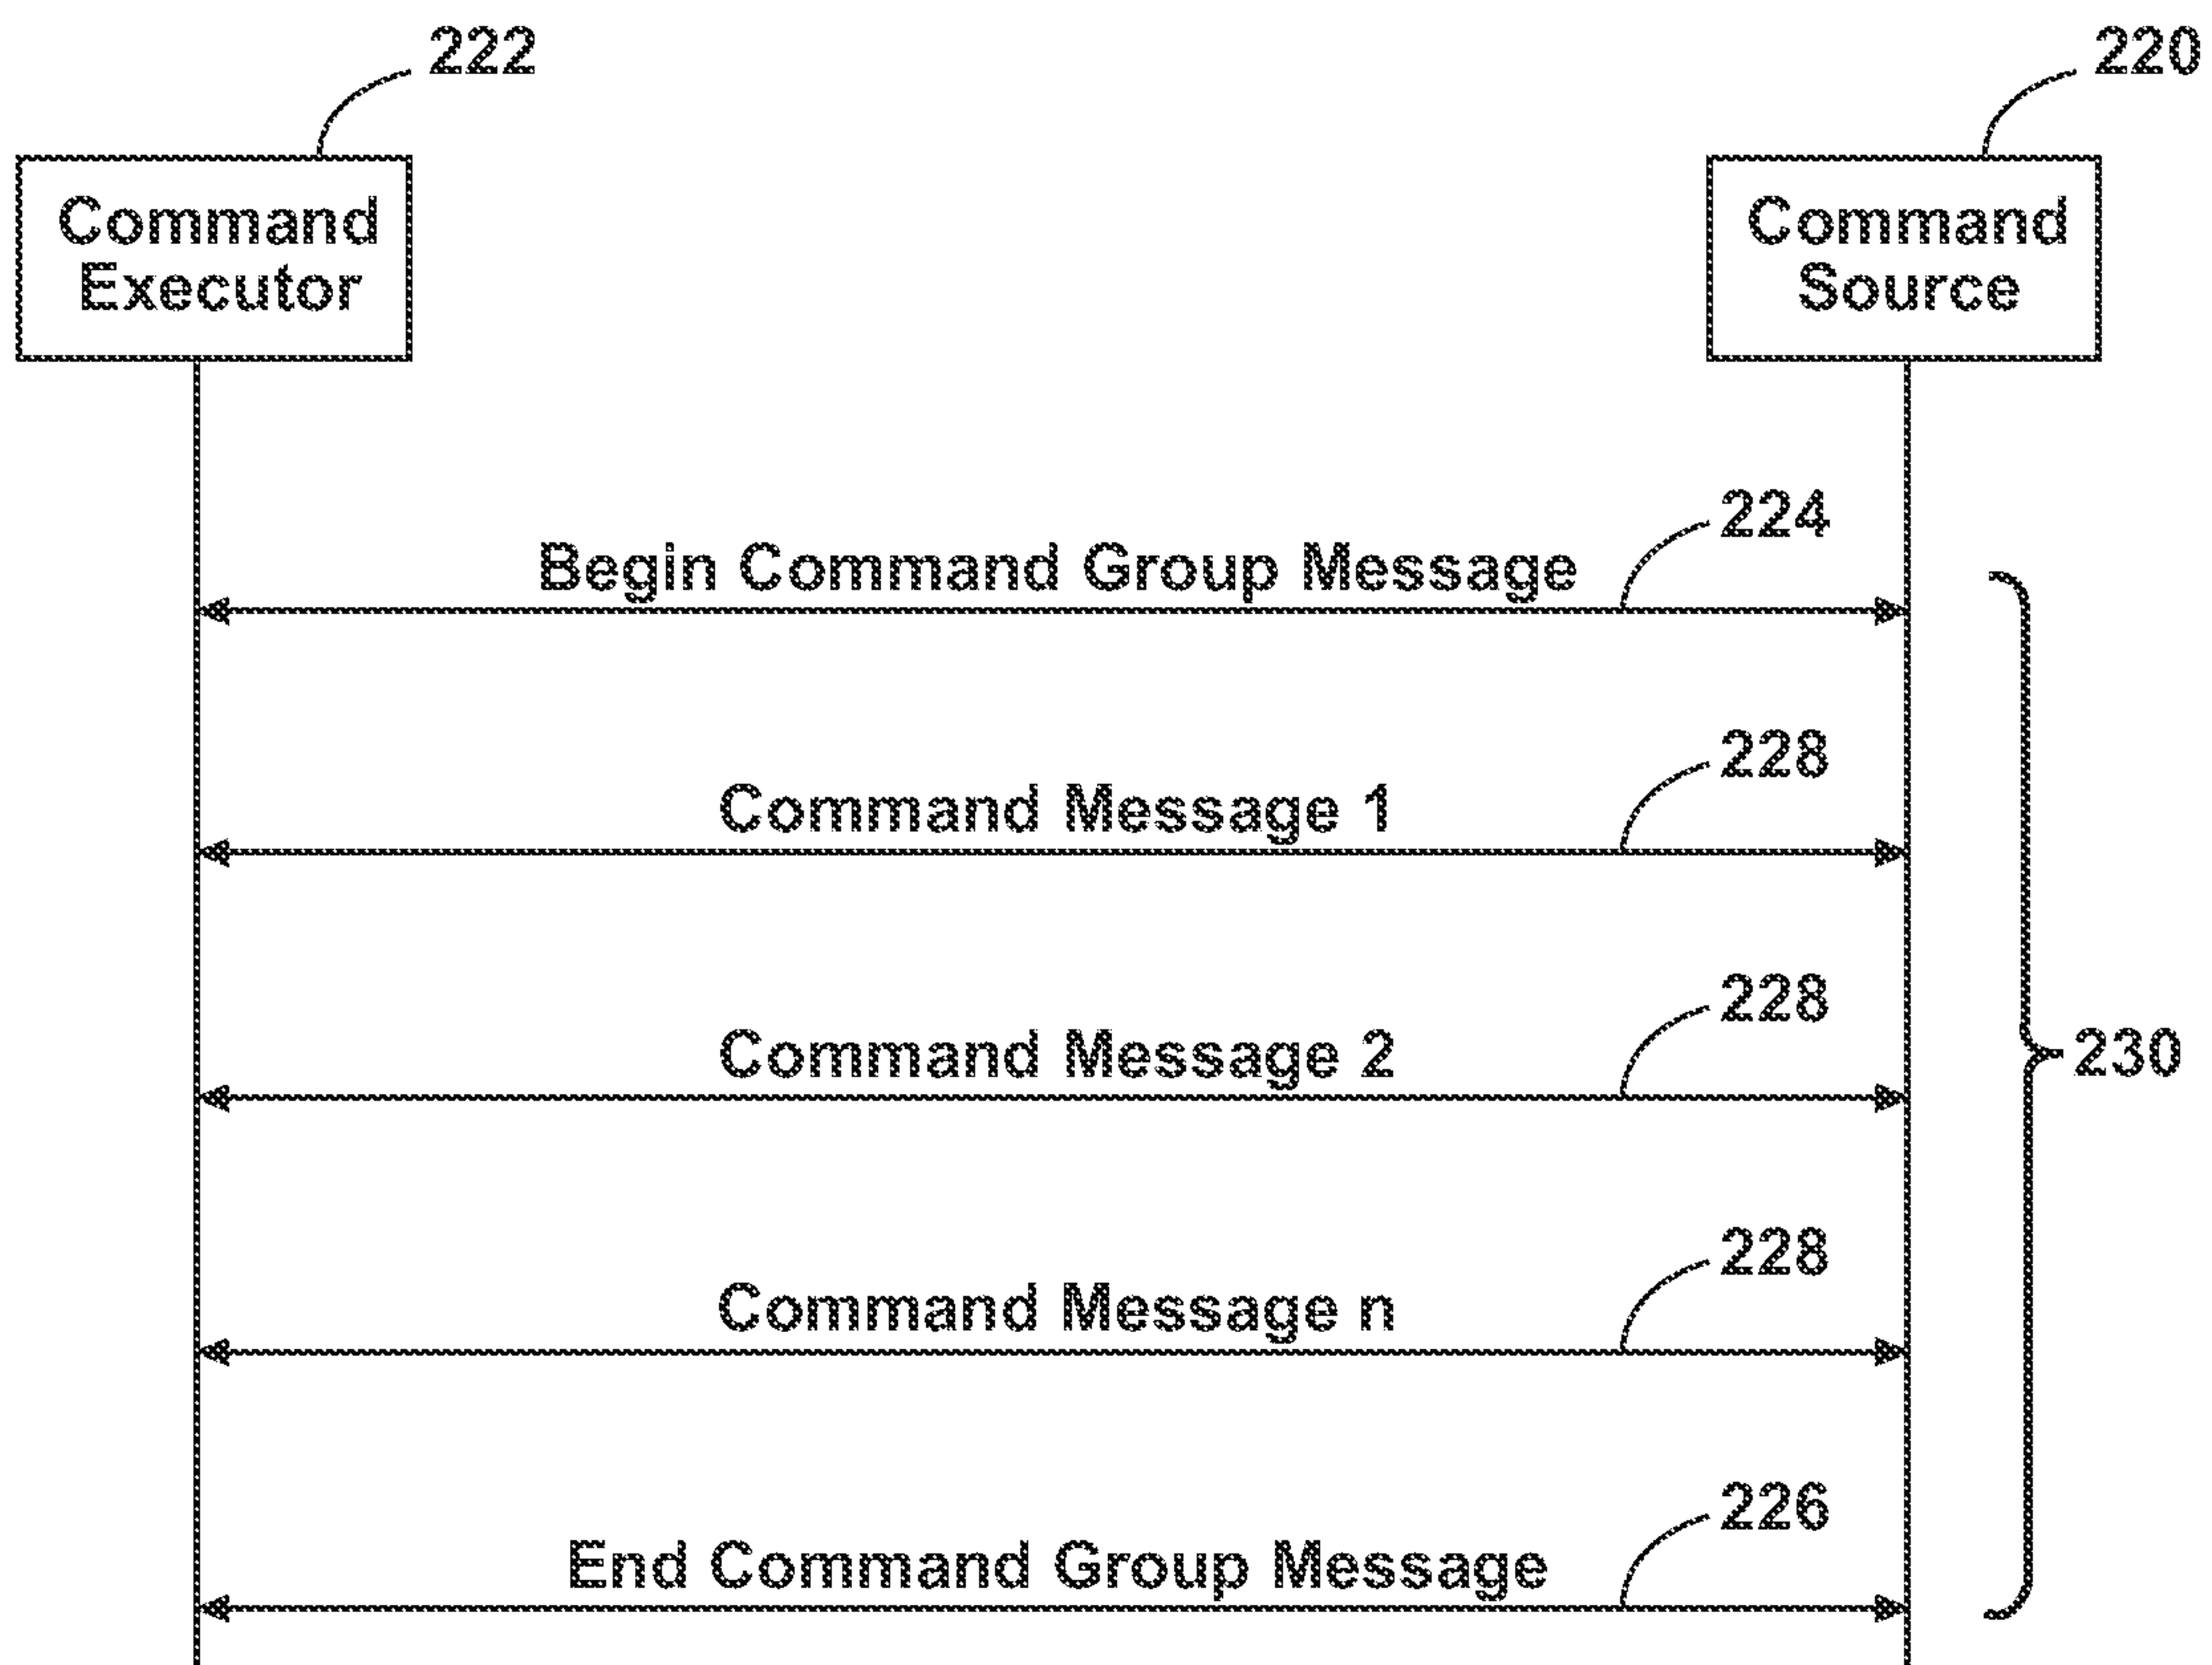 222
220
Command
Executor
Command
Source
224
Begin Command Group Message
228
Command Message 1
228
Command Message 2
230
228
Command Message n
226
End Command Group Message